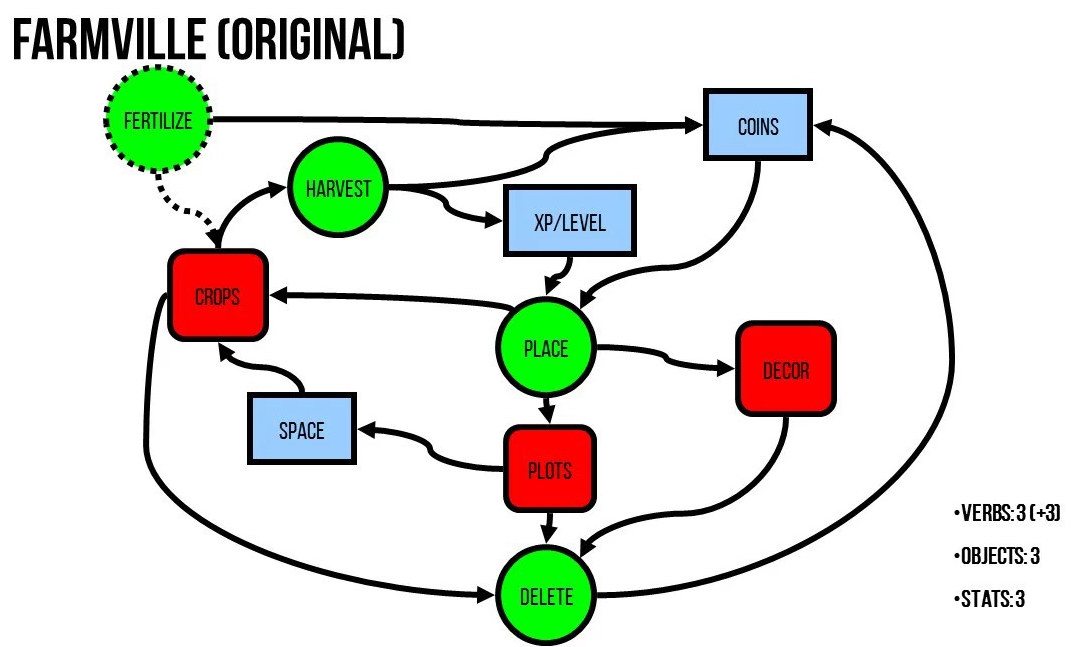 FARMVILLE (ORIGINAL)
FERTILIZE
COINS
HARVEST
XP/LEVEL
CROPS
PLACE
DECOR
SPACE
PLOTS
DELETE
•VERBS: 3 (+3)
•OBJECTS: 3
•STATS: 3